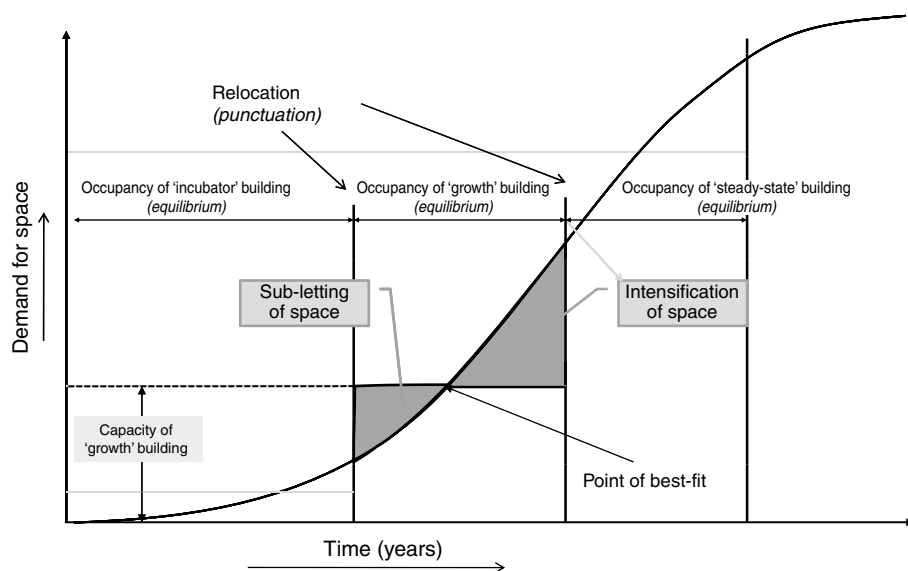 Relocation
(punctuation)
Occupancy of ‘incubator’ building
(equilibrium)
Occupancy of ‘growth’ building
(equilibrium)
Occupancy of ‘steady-state’ building
(equilibrium)
Demand for space
Sub-letting
of space
Intensification
of space
Capacity of
‘growth’ building
Point of best-fit
Time (years)